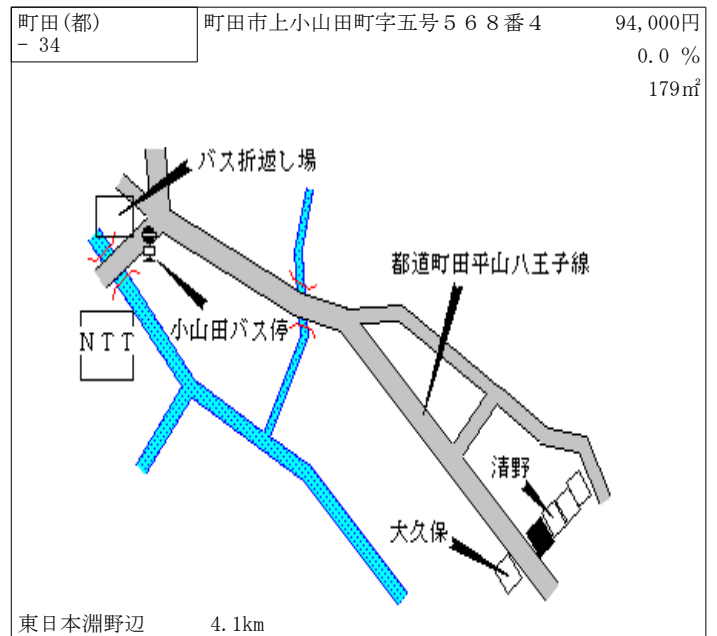 町田(都)
- 34
町田市上小山田町字五号５６８番４
94,000円
0.0 %
179㎡
バス折返し場
都道町田平山八王子線
小山田バス停
ＮＴＴ
清野
大久保
東日本淵野辺 4.1km